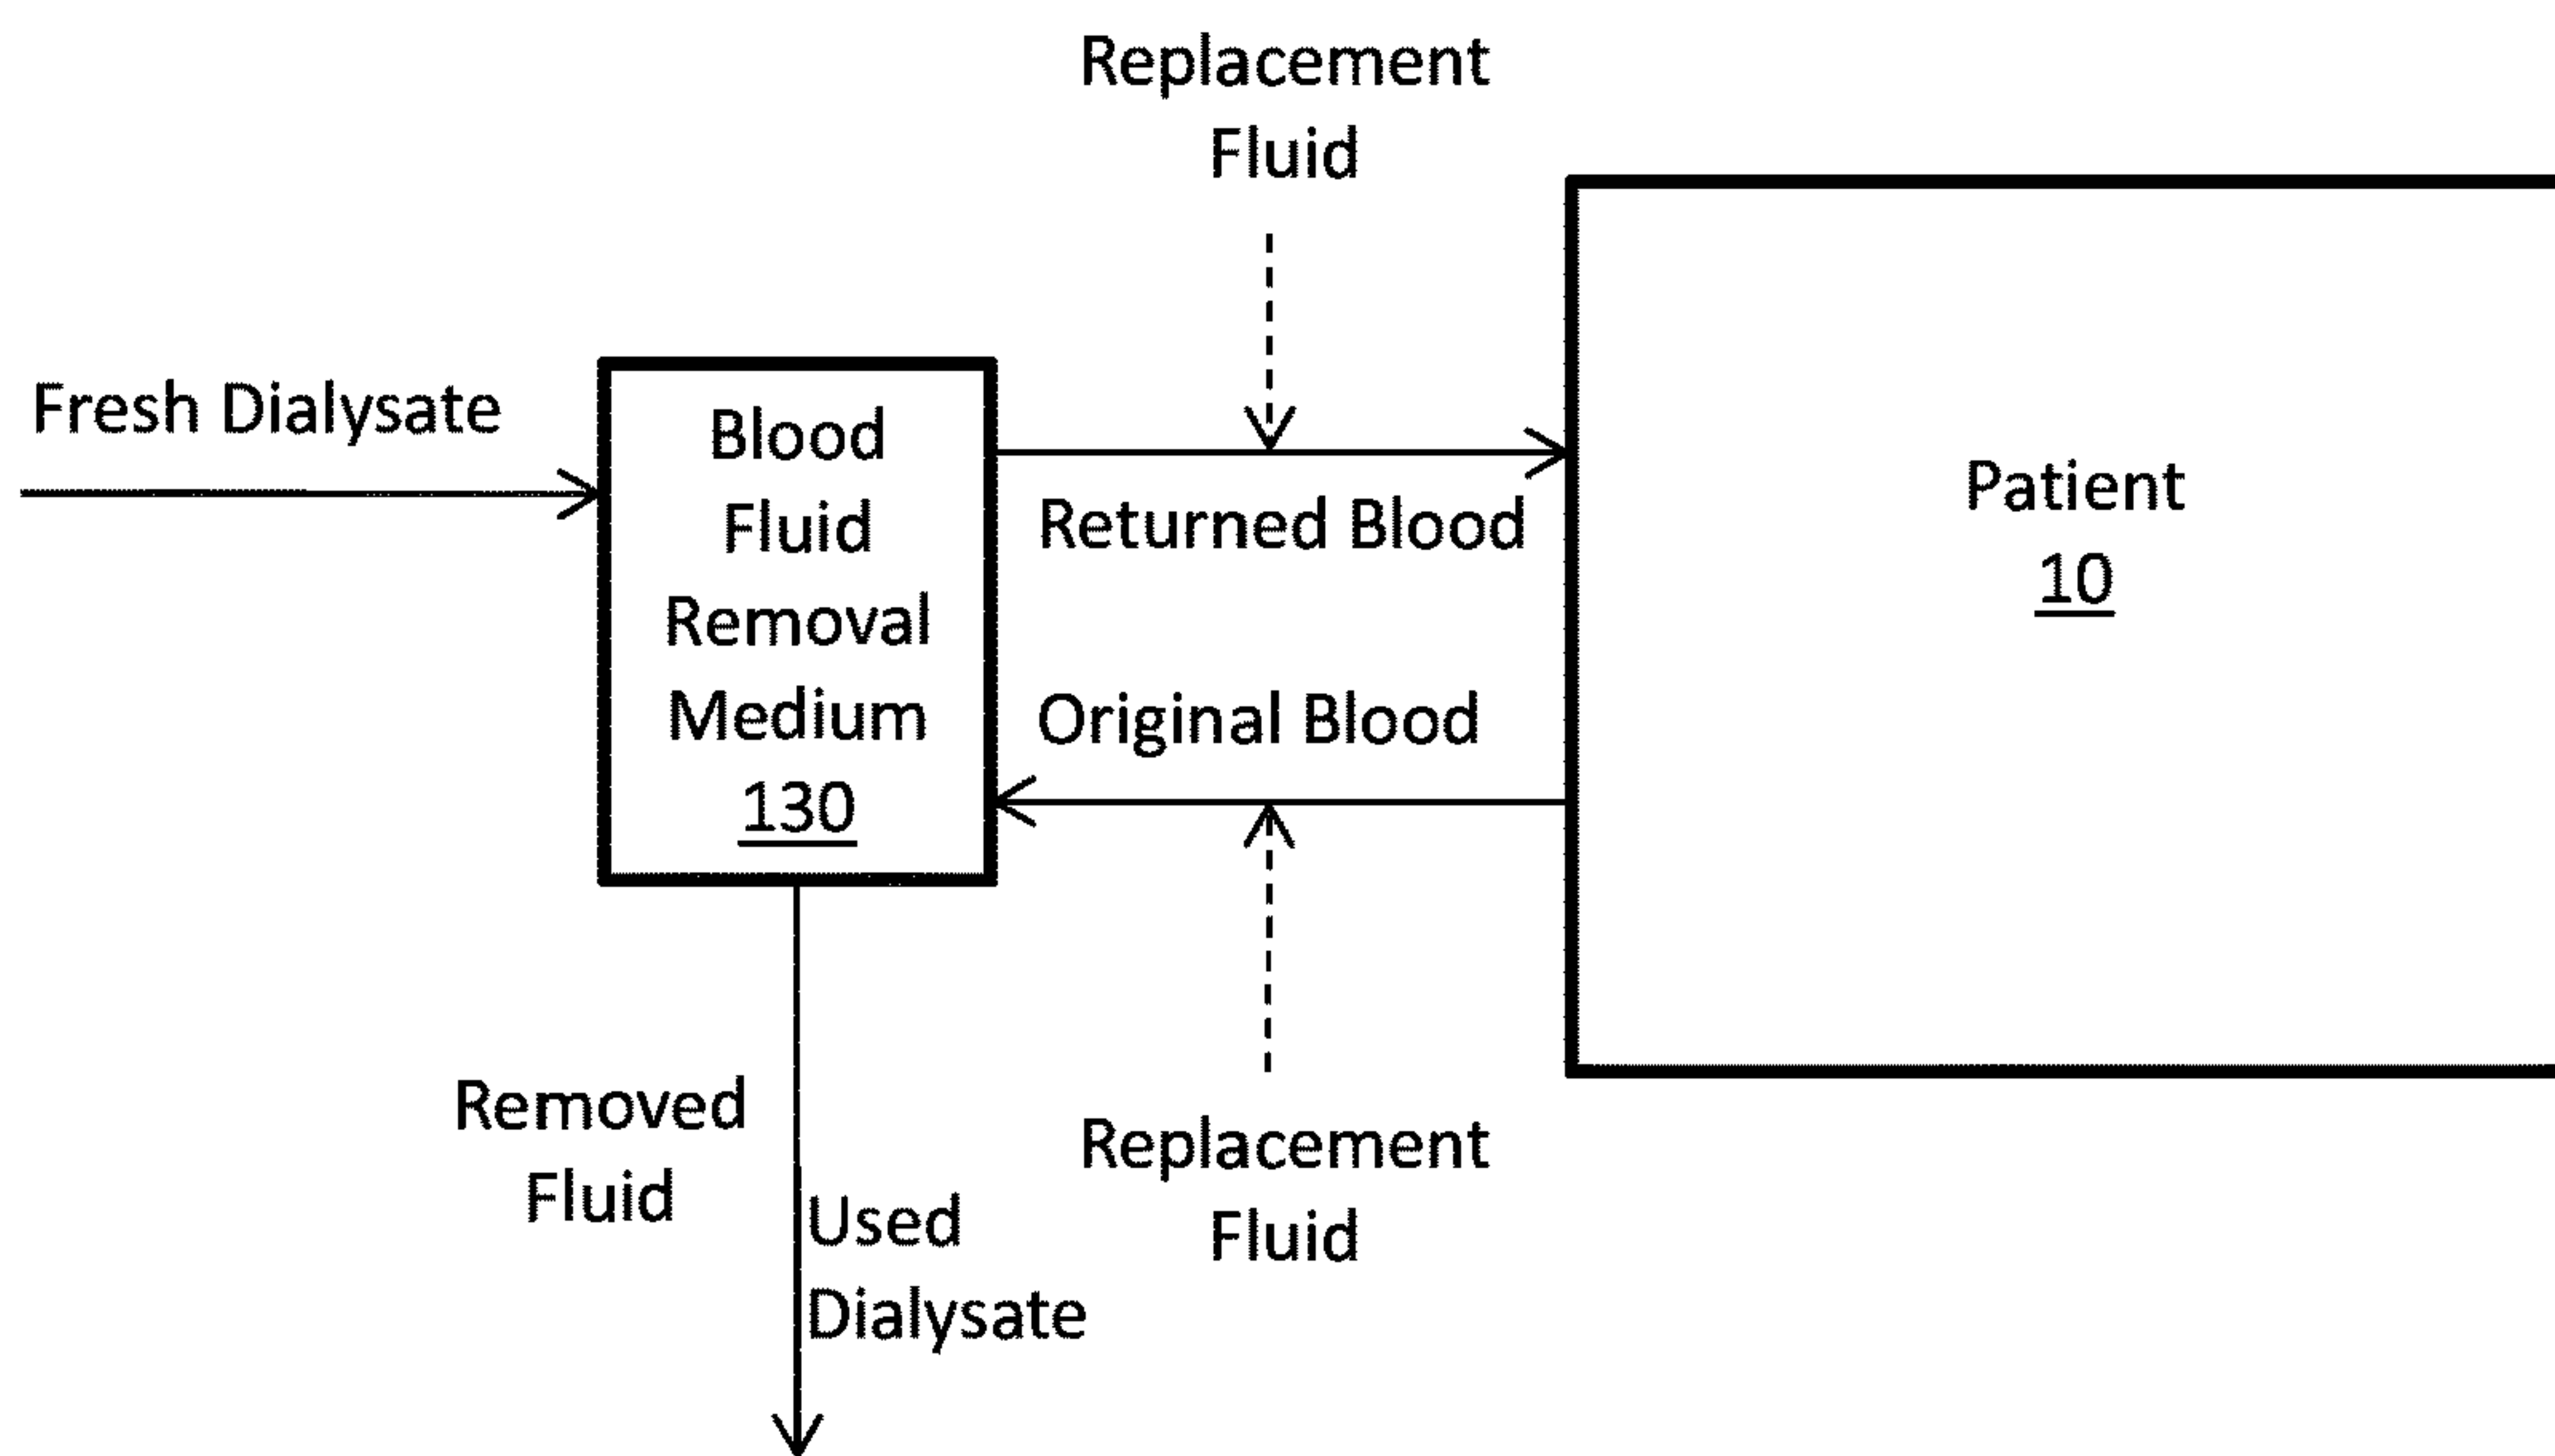 Replacement
Fluid
Fresh Dialysate
Blood
Fluid
Removal
Medium
130
Returned Blood
Original Blood
Patient
10
Removed
Fluid
Used
Dialysate
Replacement
Fluid